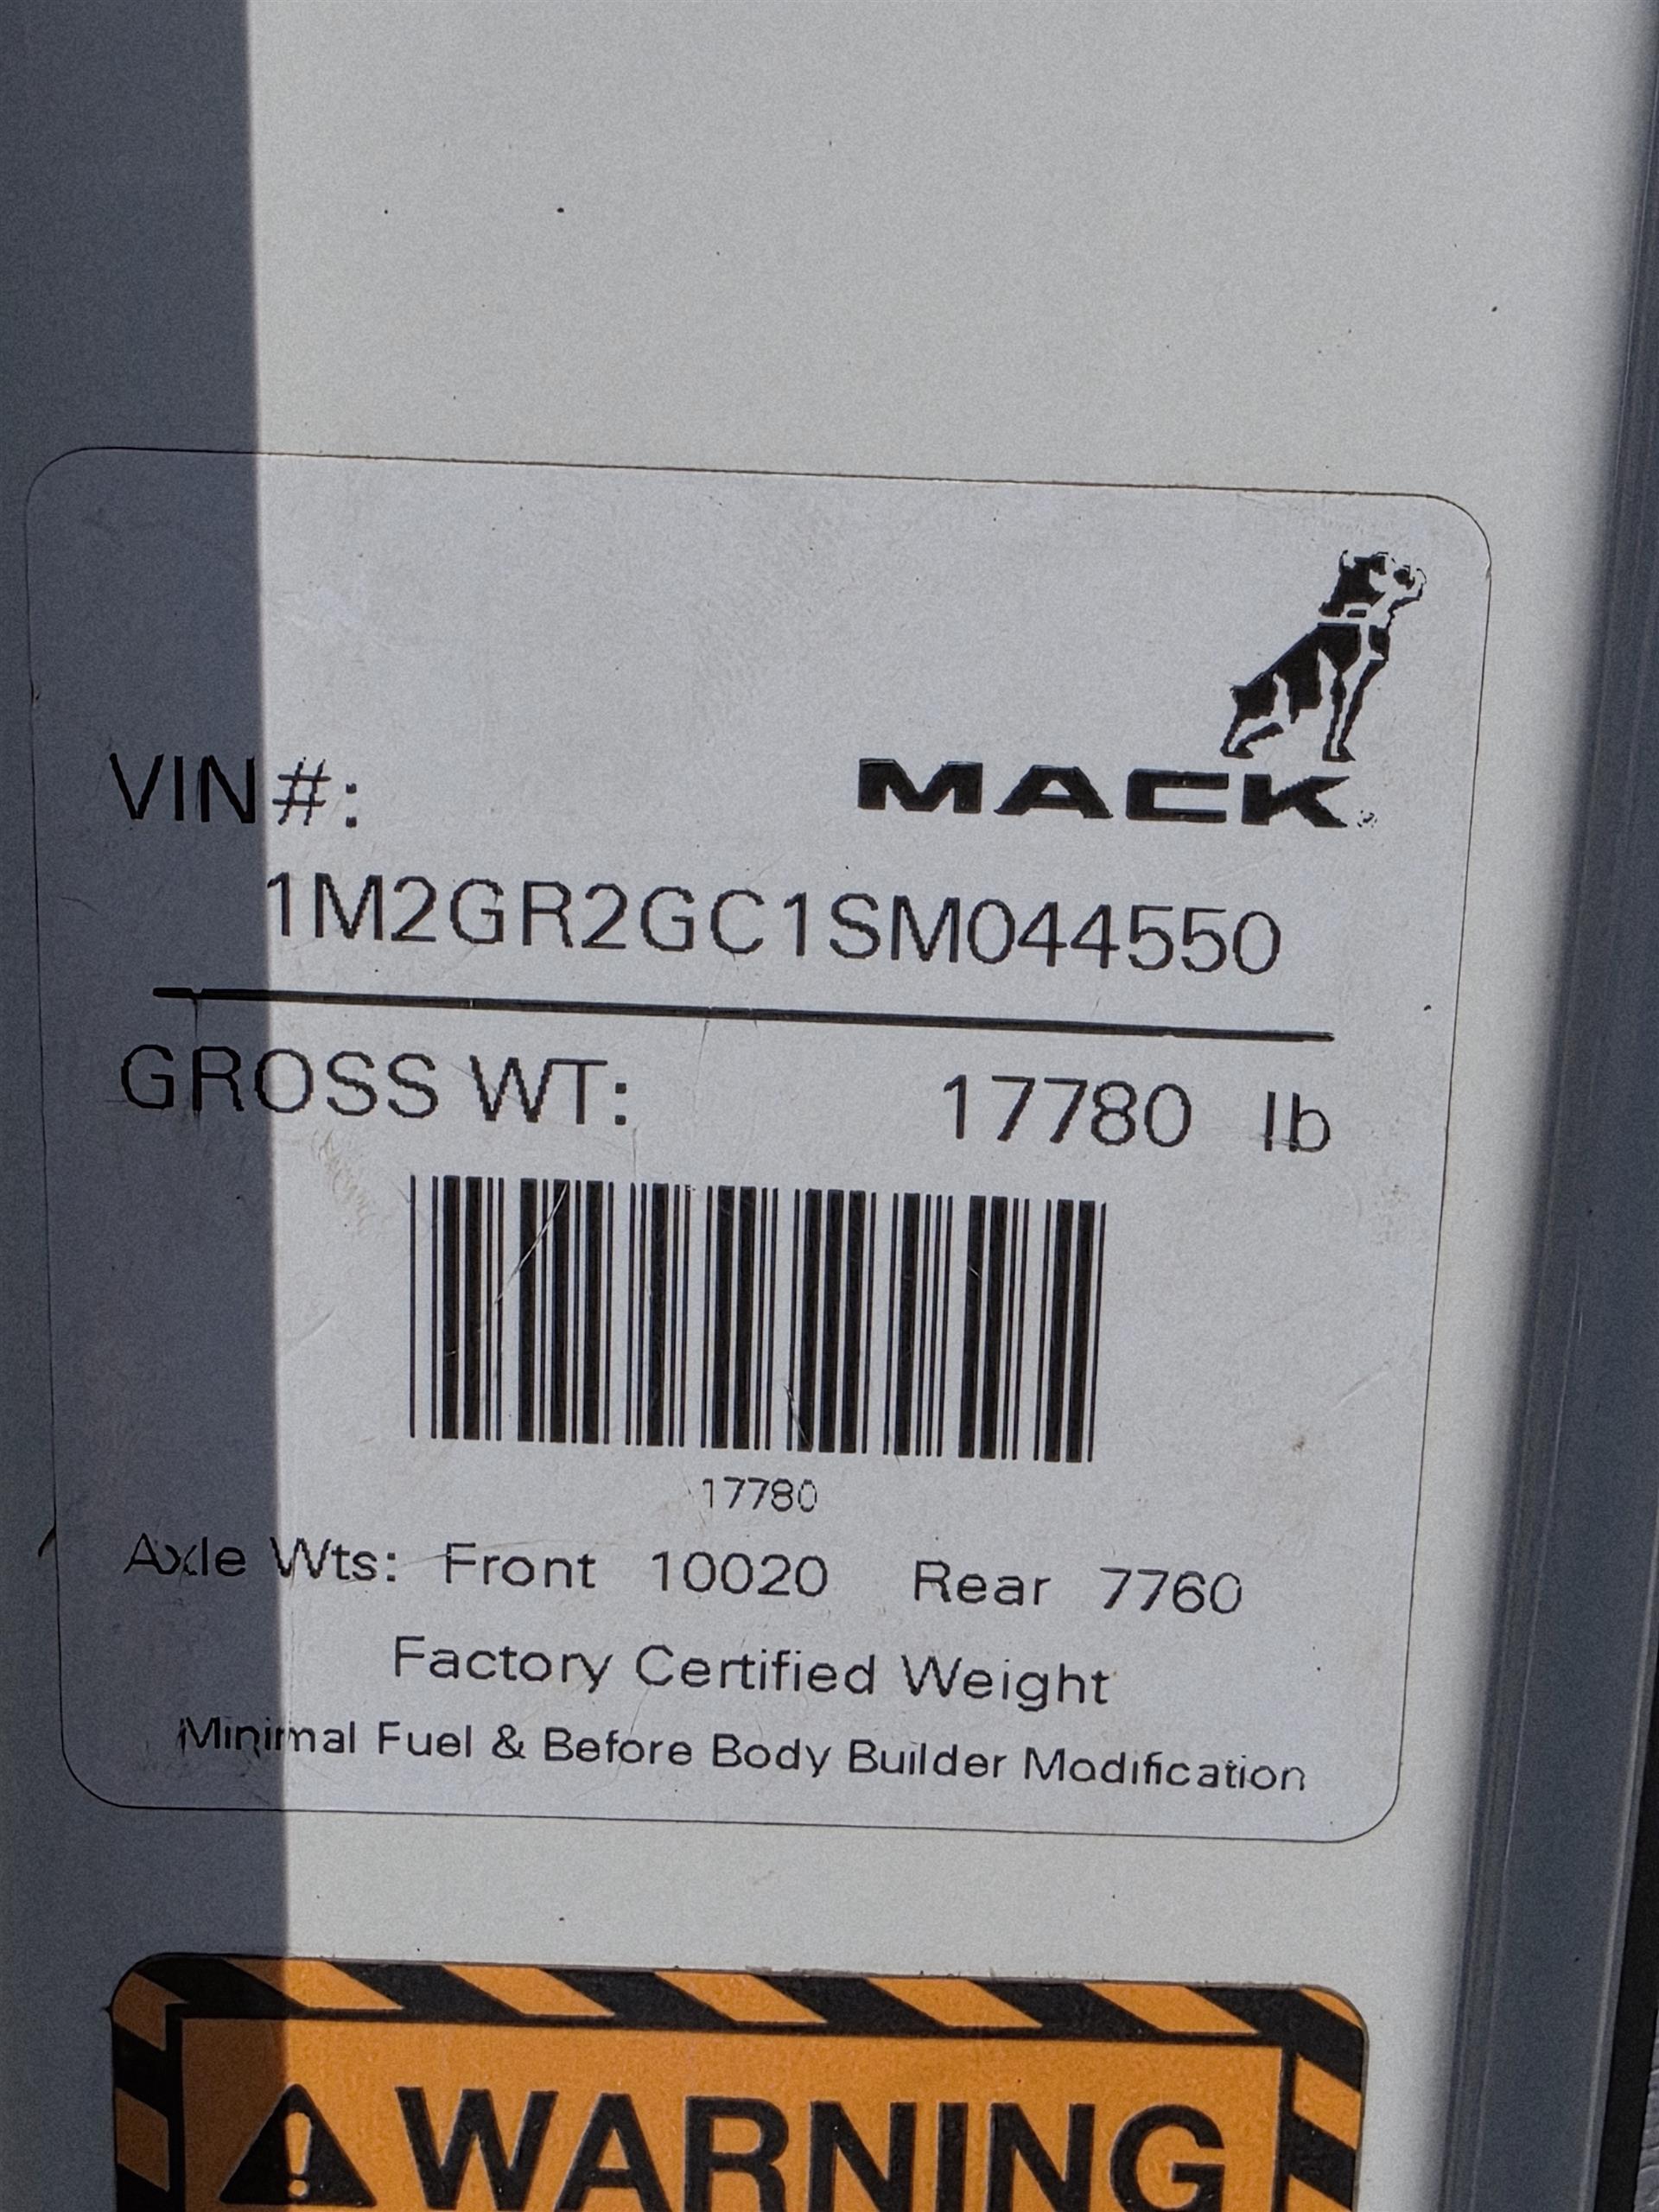 MACK
VIN#:
1M2GR2GC1SM044550
GROSS WT: 17780 lb
17780
Axle Wts: Front 10020 Rear 7760
Factory Certified Weight
Minimal Fuel & Before Body Builder Modification
WARNING